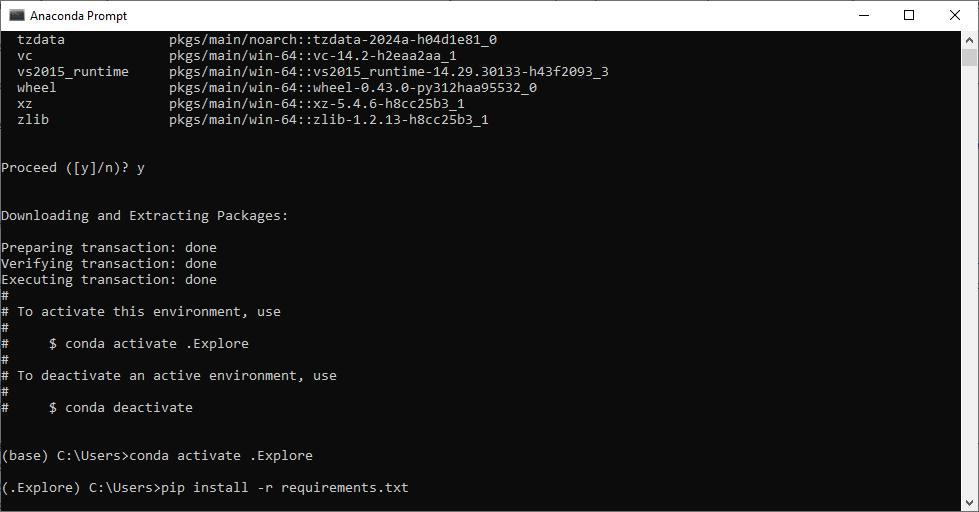 Anaconda Prompt
tzdata pkgs/main/noarch::tzdata-2024a-h04d1e81_0
vc pkgs/main/win-64::vc-14.2-h2eaa2aa_1
vs2015_runtime pkgs/main/win-64::vs2015_runtime-14.29.30133-h43f2093_3
wheel pkgs/main/win-64::wheel-0.43.0-py312haa95532_0
xz pkgs/main/win-64::xz-5.4.6-h8cc25b3_1
zlib pkgs/main/win-64::zlib-1.2.13-h8cc25b3_1
Proceed ([y]/n)? y
Downloading and Extracting Packages:
Preparing transaction: done
Verifying transaction: done
Executing transaction: done
#
# To activate this environment, use
#
# $ conda activate .Explore
#
# To deactivate an active environment, use
#
# $ conda deactivate
(base) C:\Users>conda activate .Explore
(.Explore) C:\Users>pip install -r requirements.txt